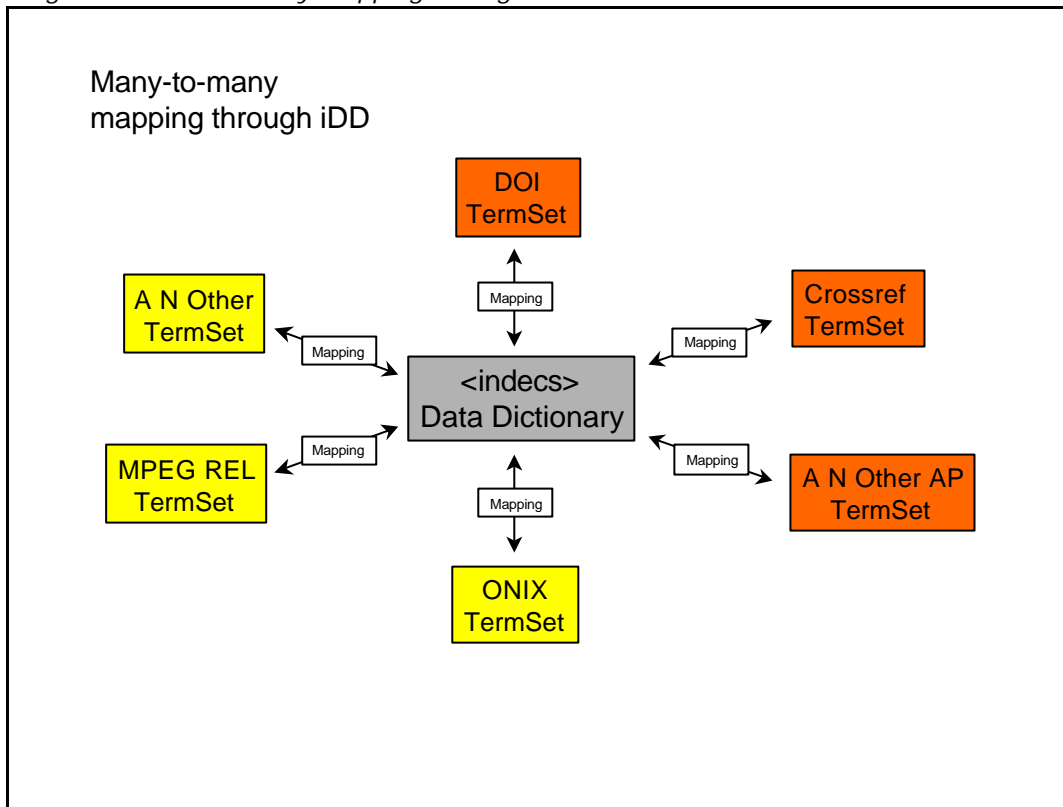 Many-to-many
mapping through iDD
DOI
TermSet
Mapping
A N Other
TermSet
Mapping
Crossref
TermSet
Mapping
<indecs>
Data Dictionary
MPEG REL
TermSet
Mapping
A N Other AP
TermSet
Mapping
Mapping
ONIX
TermSet